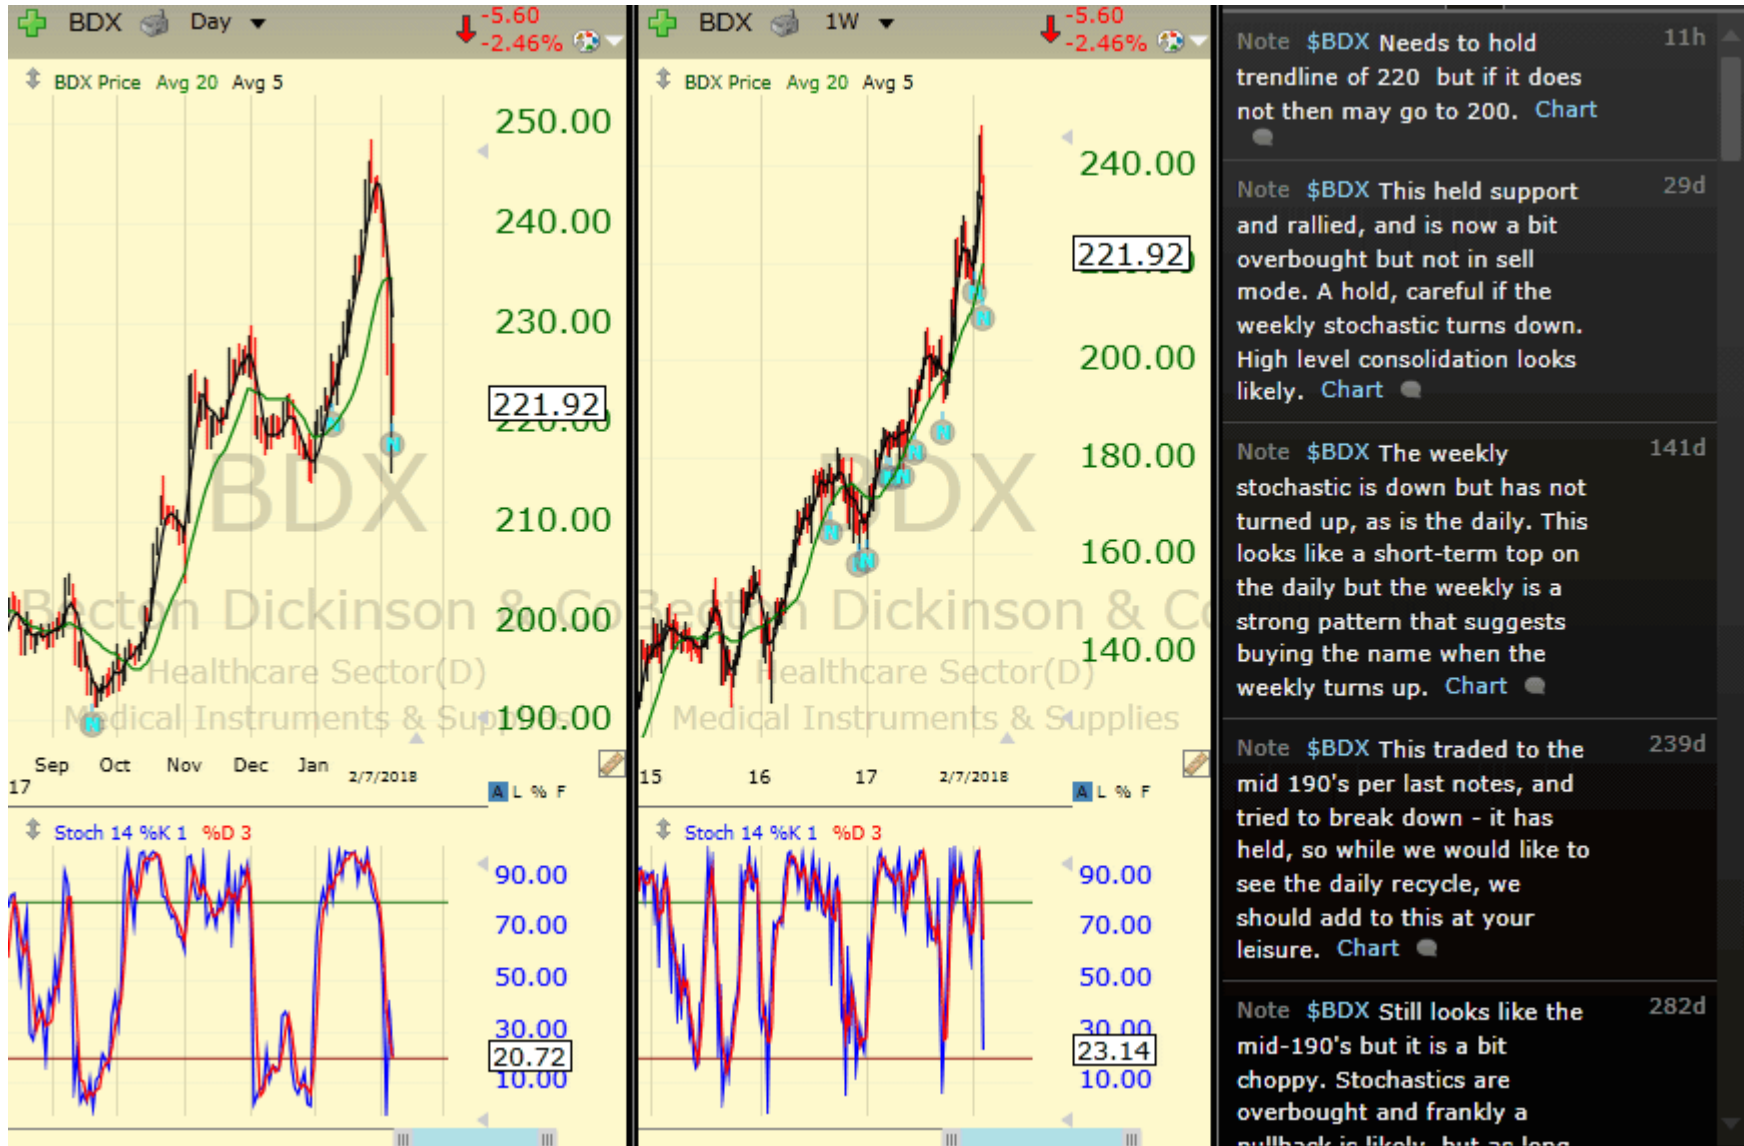 BDX Day
-5.60
-2.46%
BDX Price Avg 20 Avg 5
250.00
240.00
230.00
221.92
210.00
200.00
190.00
BDX
Becton Dickinson & Co
Healthcare Sector(D)
Medical Instruments & Supplies
N
N
N
Sep Oct Nov Dec Jan 2/7/2018
17
A L % F
Stoch 14 %K 1 %D 3
90.00
70.00
50.00
30.00
20.72
10.00
BDX 1W
-5.60
-2.46%
BDX Price Avg 20 Avg 5
240.00
221.92
200.00
180.00
160.00
140.00
BDX
Becton Dickinson & Co
Healthcare Sector(D)
Medical Instruments & Supplies
15 16 17 2/7/2018
A L % F
Stoch 14 %K 1 %D 3
90.00
70.00
50.00
30.00
23.14
10.00
Note $BDX Needs to hold 11h
trendline of 220 but if it does
not then may go to 200. Chart
Note $BDX This held support 29d
and rallied, and is now a bit
overbought but not in sell
mode. A hold, careful if the
weekly stochastic turns down.
High level consolidation looks
likely. Chart
Note $BDX The weekly 141d
stochastic is down but has not
turned up, as is the daily. This
looks like a short-term top on
the daily but the weekly is a
strong pattern that suggests
buying the name when the
weekly turns up. Chart
Note $BDX This traded to the 239d
mid 190's per last notes, and
tried to break down - it has
held, so while we would like to
see the daily recycle, we
should add to this at your
leisure. Chart
Note $BDX Still looks like the 282d
mid-190's but it is a bit
choppy. Stochastics are
overbought and frankly a
pullback is likely, but as long